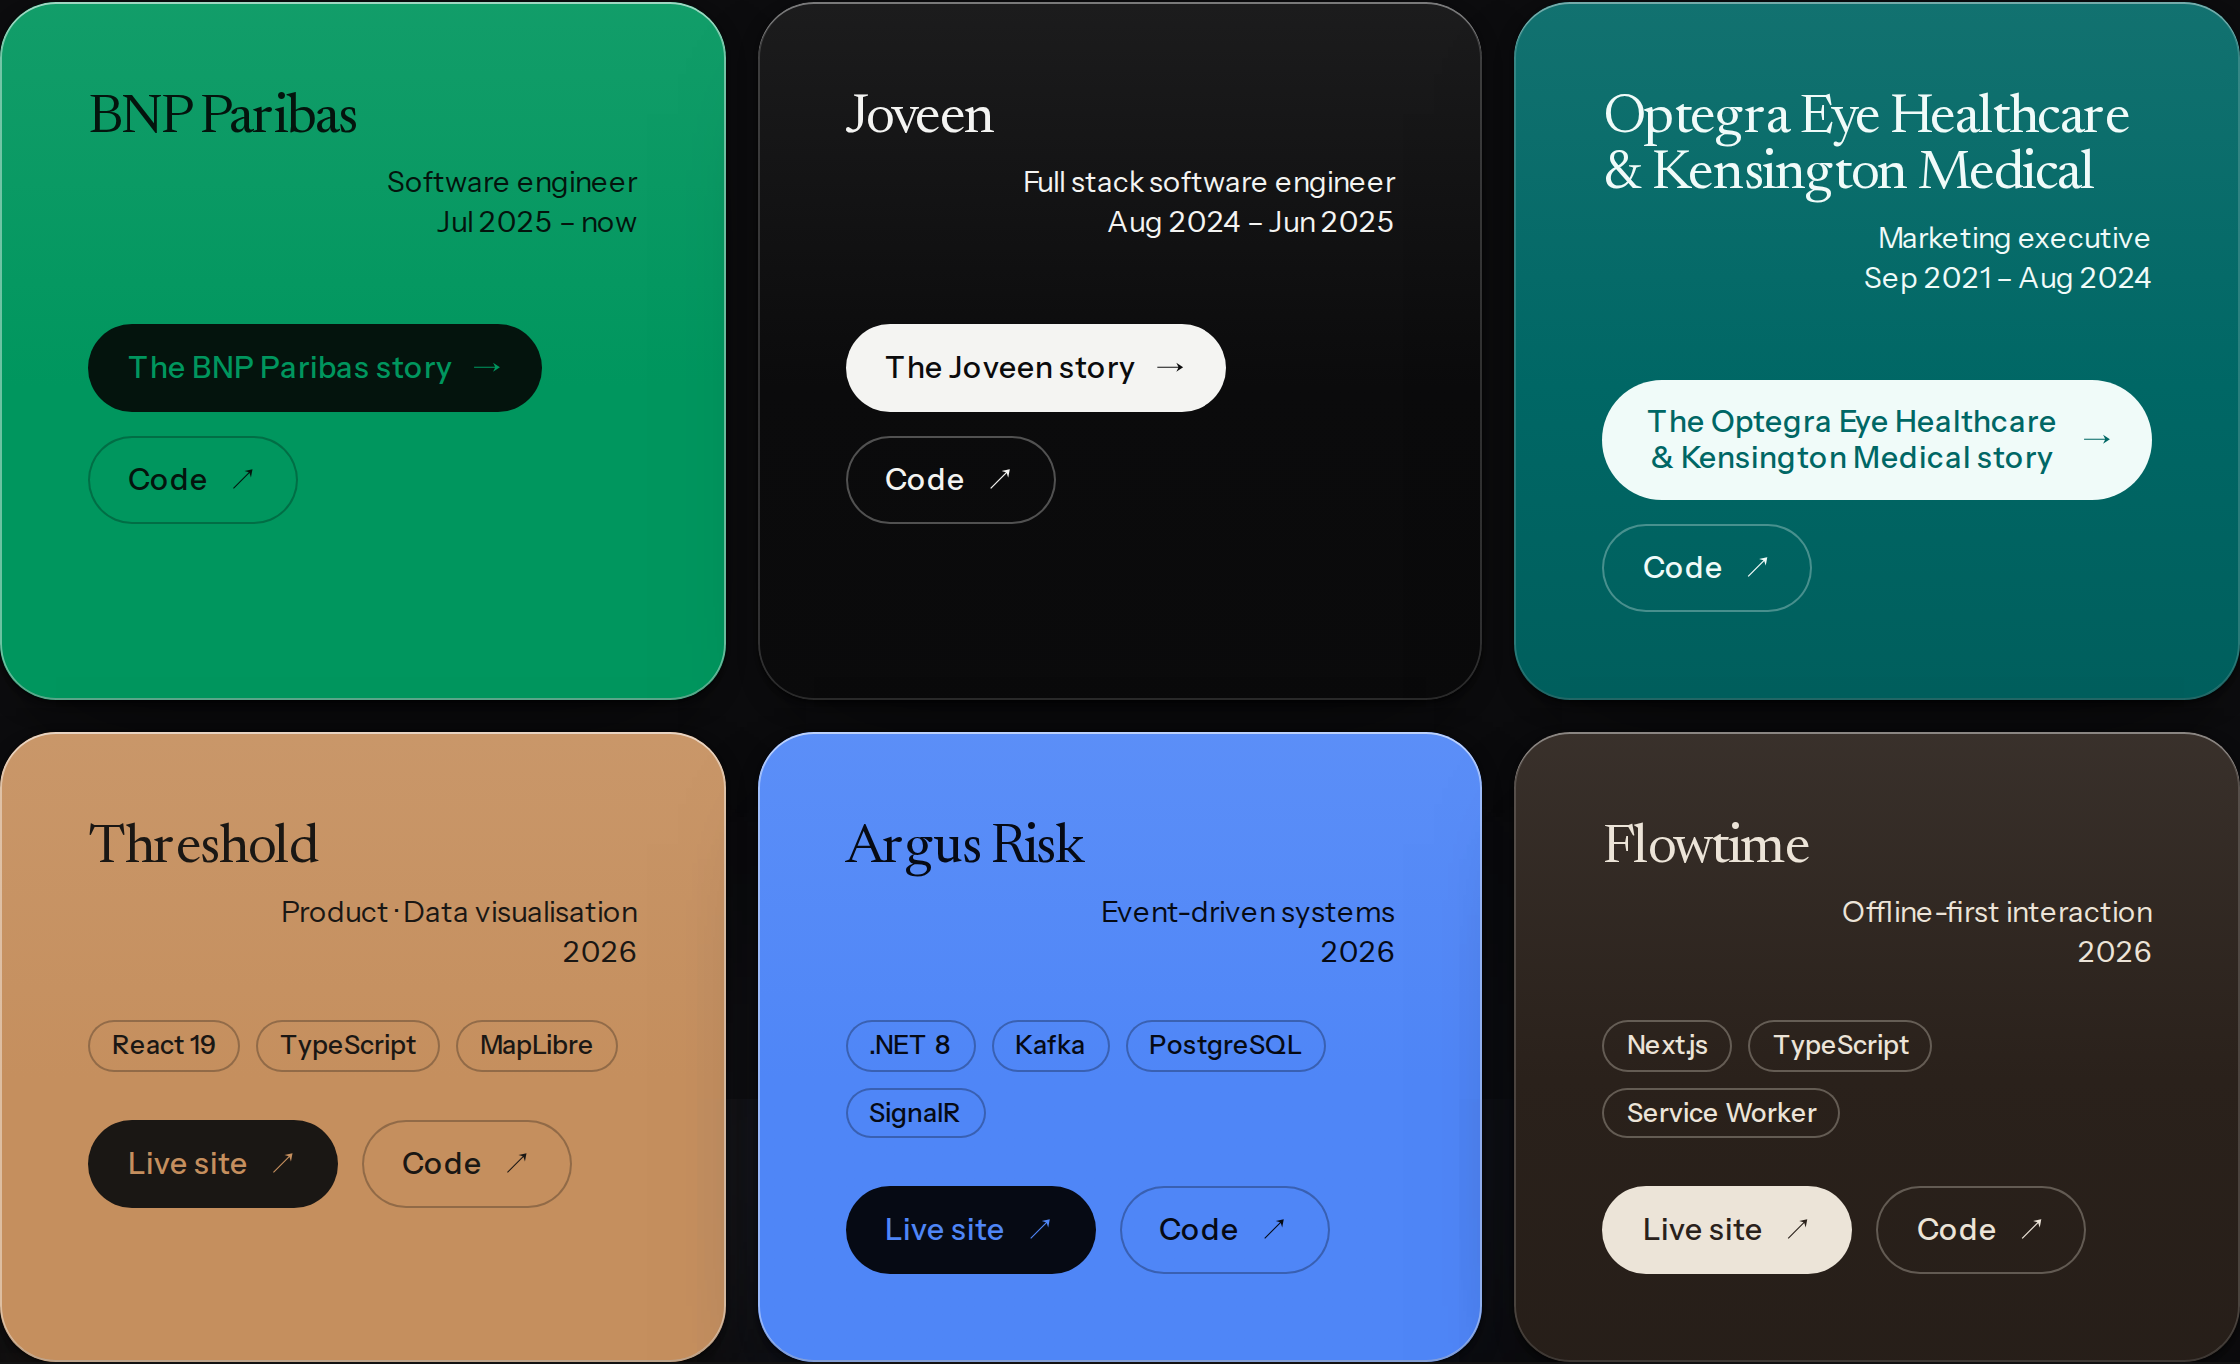 BNP Paribas
Software engineer
Jul 2025 – now
The BNP Paribas story →
Code ↗
Joveen
Full stack software engineer
Aug 2024 – Jun 2025
The Joveen story →
Code ↗
Optegra Eye Healthcare
& Kensington Medical
Marketing executive
Sep 2021 – Aug 2024
The Optegra Eye Healthcare
& Kensington Medical story →
Code ↗
Threshold
Product · Data visualisation
2026
React 19 TypeScript MapLibre
Live site ↗ Code ↗
Argus Risk
Event-driven systems
2026
.NET 8 Kafka PostgreSQL
SignalR
Live site ↗ Code ↗
Flowtime
Offline-first interaction
2026
Next.js TypeScript
Service Worker
Live site ↗ Code ↗